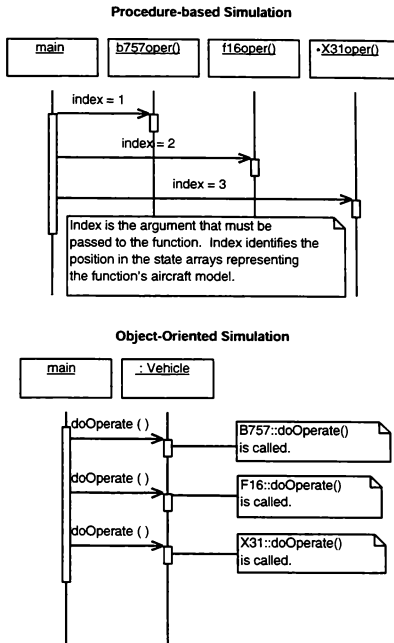 Procedure-based Simulation
main
b757oper()
f16oper()
•X31oper()
index = 1
index = 2
index = 3
Index is the argument that must be
passed to the function. Index identifies the
position in the state arrays representing
the function's aircraft model.
Object-Oriented Simulation
main
: Vehicle
doOperate ( )
B757::doOperate()
is called.
doOperate ( )
F16::doOperate()
is called.
doOperate ( )
X31::doOperate()
is called.